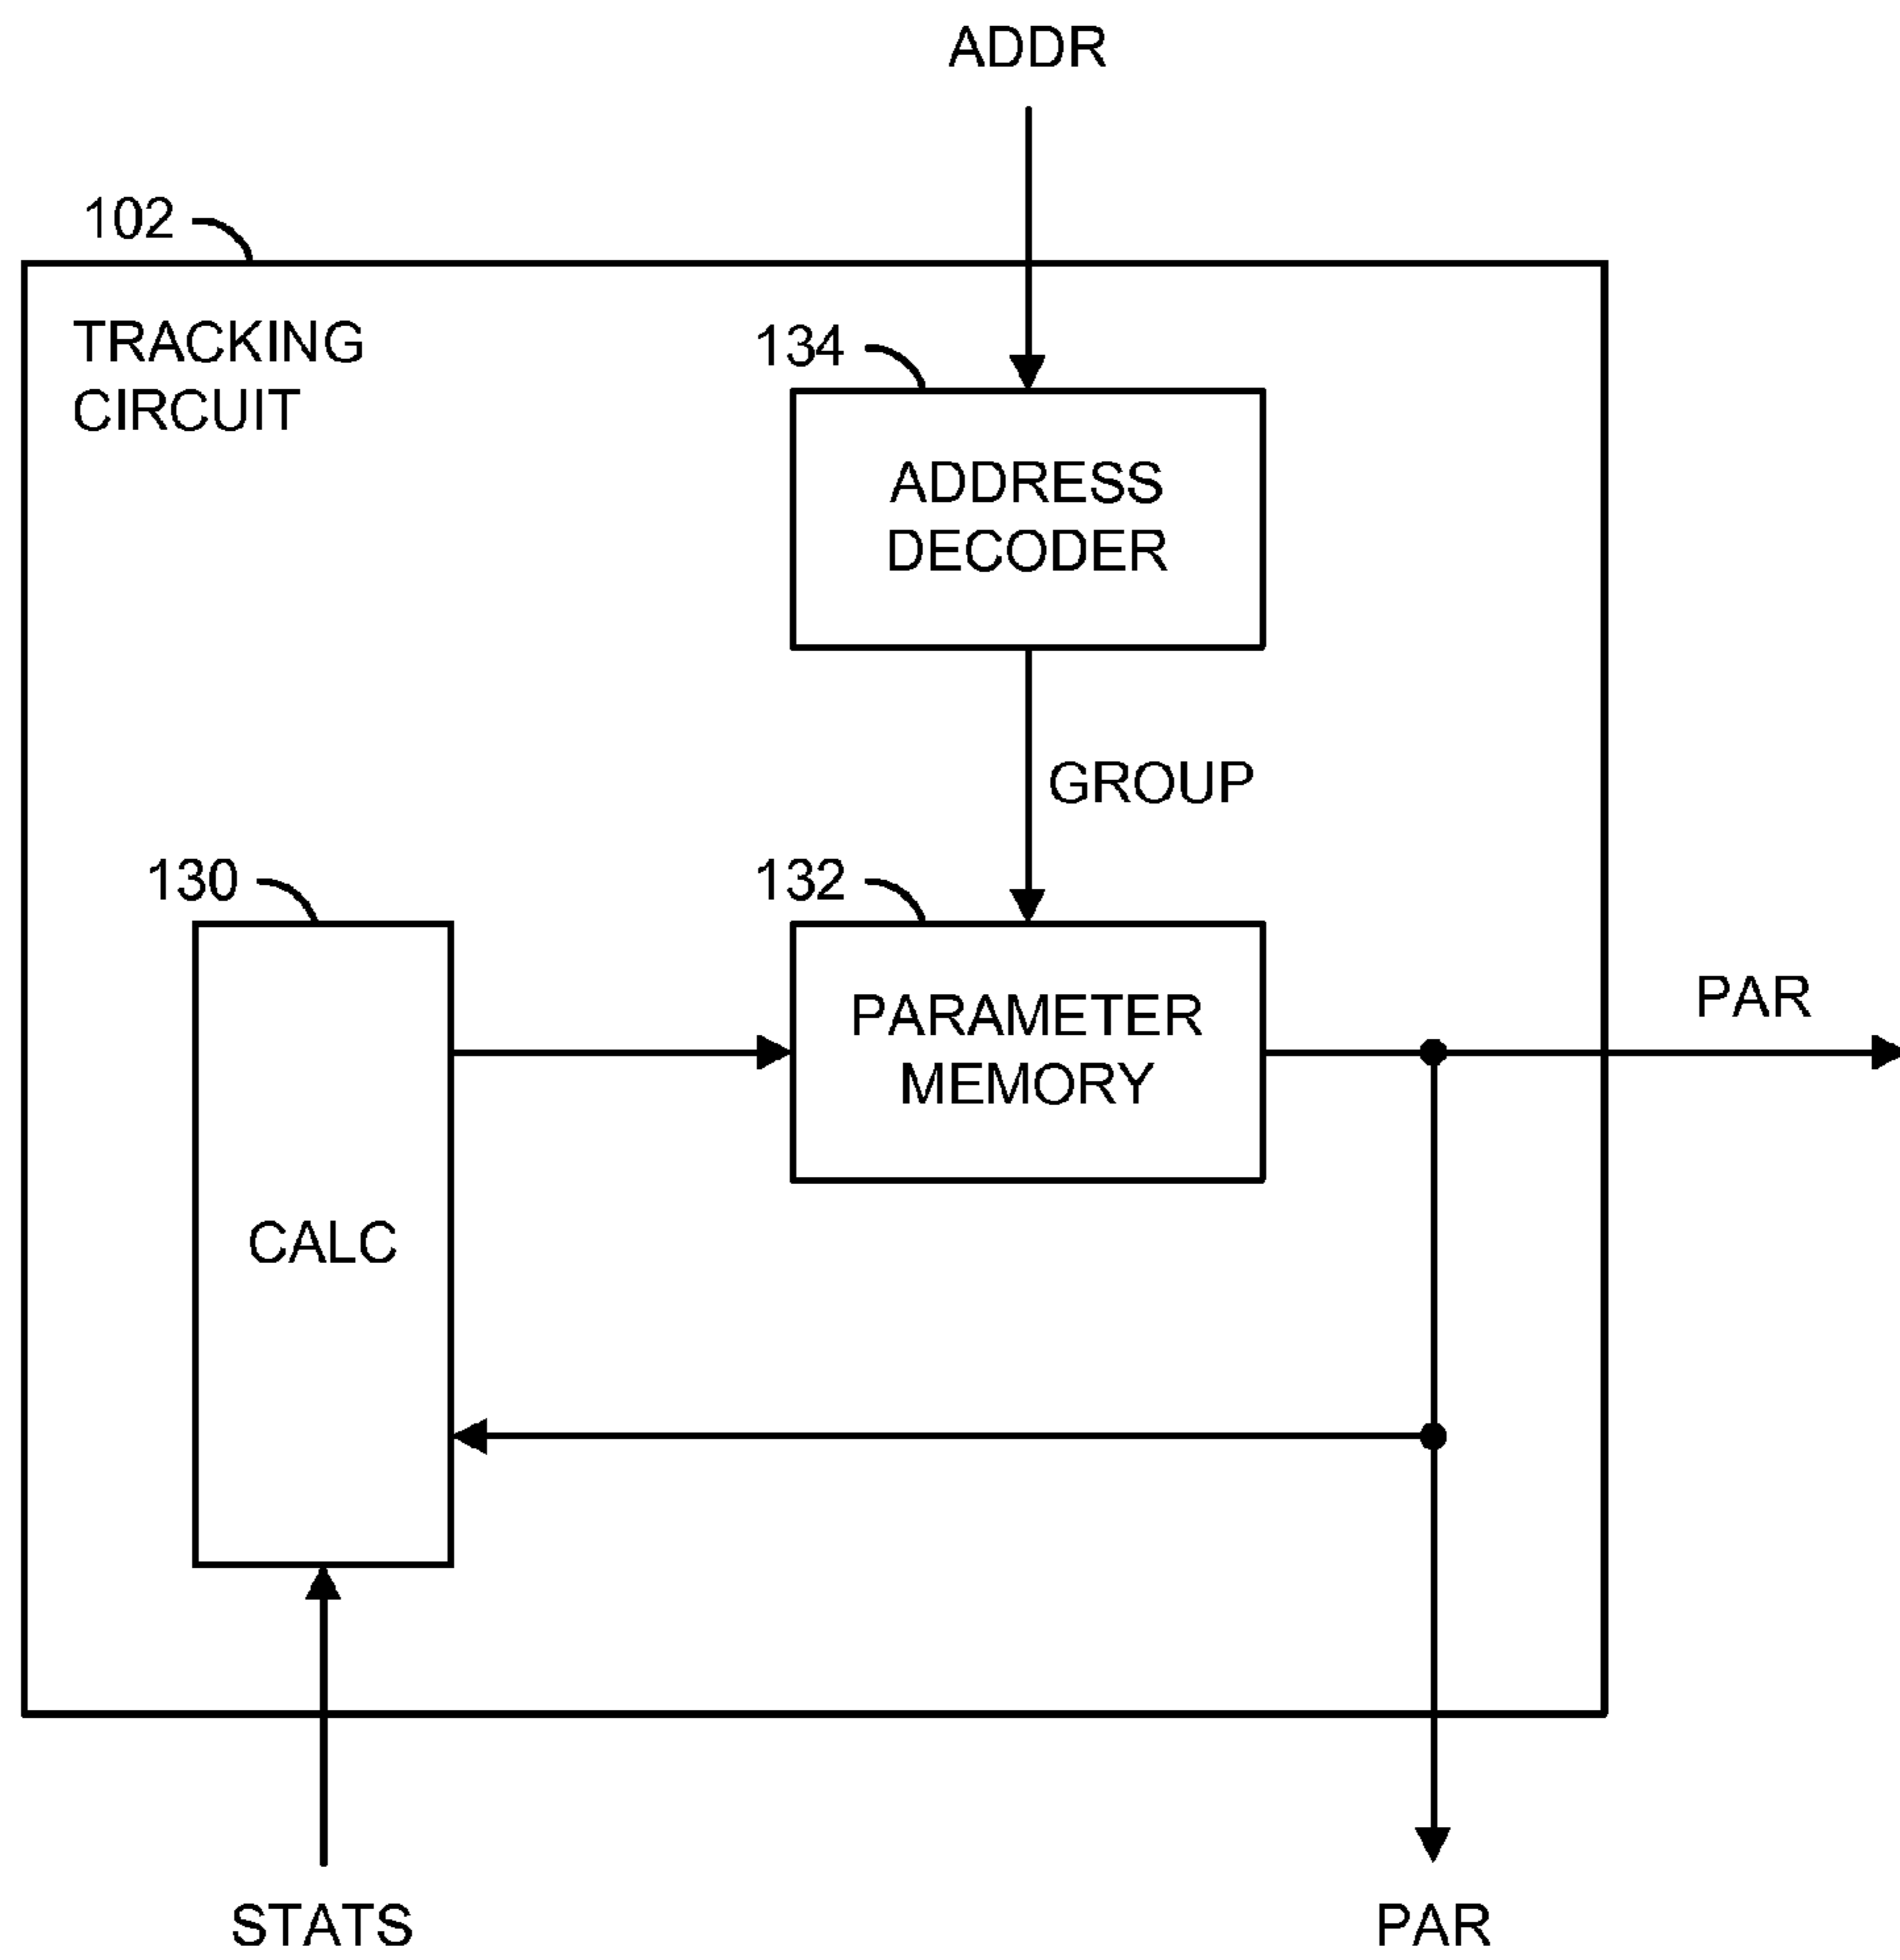 ADDR
102
TRACKING
CIRCUIT
134
ADDRESS
DECODER
GROUP
130
132
PARAMETER
MEMORY
PAR
CALC
STATS
PAR